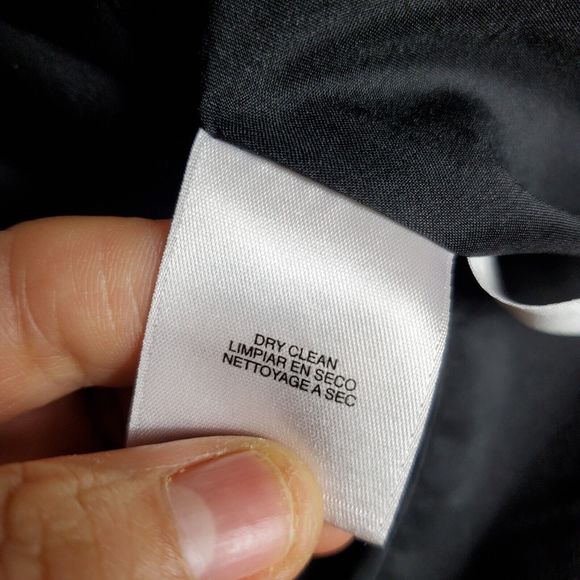 DRY CLEAN
LIMPIAR EN SECO
NETTOYAGE A SEC